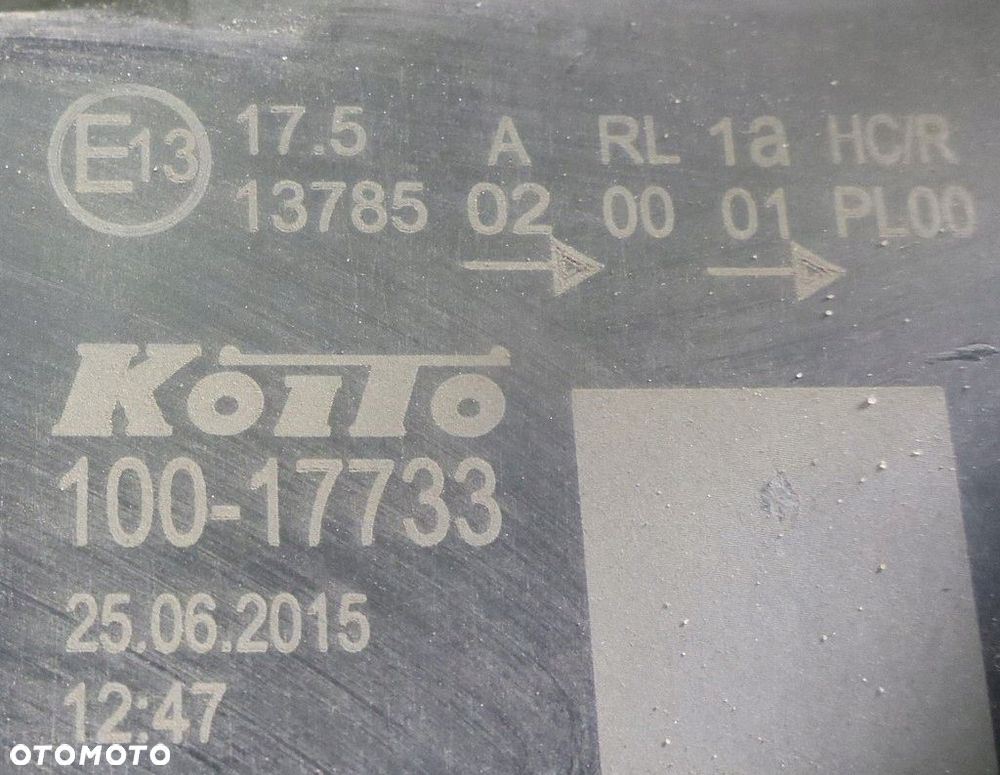 E13 17.5 A RL 1a HC/R
13785 02 00 01 PL00
KOITO
100-17733
25.06.2015
12:47
OTOMOTO